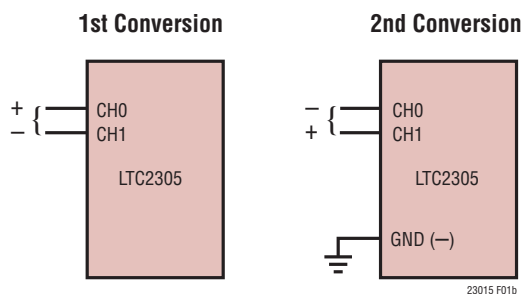 1st Conversion
+ { CH0
– CH1
LTC2305
2nd Conversion
– { CH0
+ CH1
LTC2305
GND (–)
23015 F01b